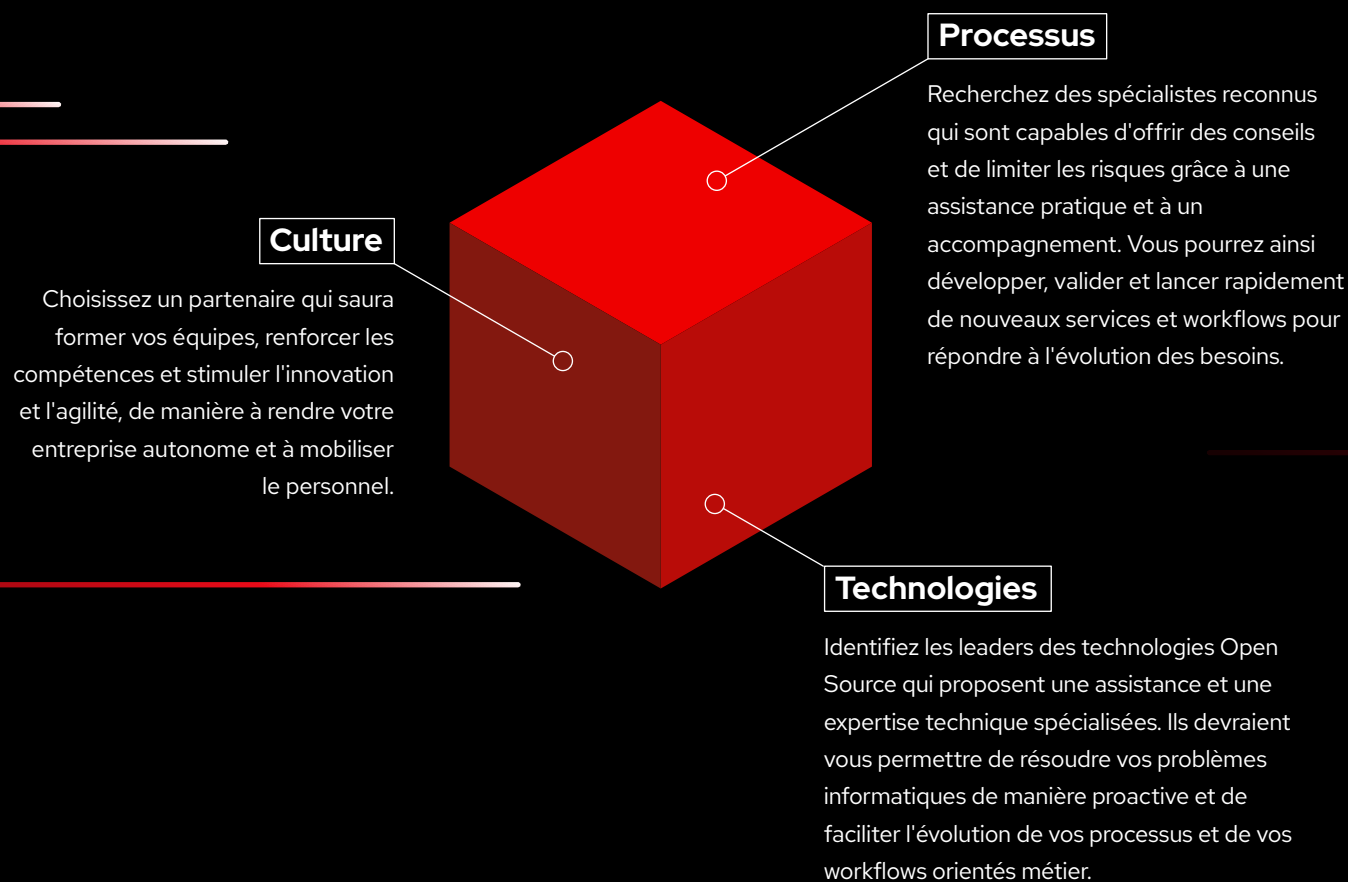 Processus
Recherchez des spécialistes reconnus
qui sont capables d'offrir des conseils
et de limiter les risques grâce à une
assistance pratique et à un
accompagnement. Vous pourrez ainsi
développer, valider et lancer rapidement
de nouveaux services et workflows pour
répondre à l'évolution des besoins.
Culture
Choisissez un partenaire qui saura
former vos équipes, renforcer les
compétences et stimuler l'innovation
et l'agilité, de manière à rendre votre
entreprise autonome et à mobiliser
le personnel.
Technologies
Identifiez les leaders des technologies Open
Source qui proposent une assistance et une
expertise technique spécialisées. Ils devraient
vous permettre de résoudre vos problèmes
informatiques de manière proactive et de
faciliter l'évolution de vos processus et de vos
workflows orientés métier.